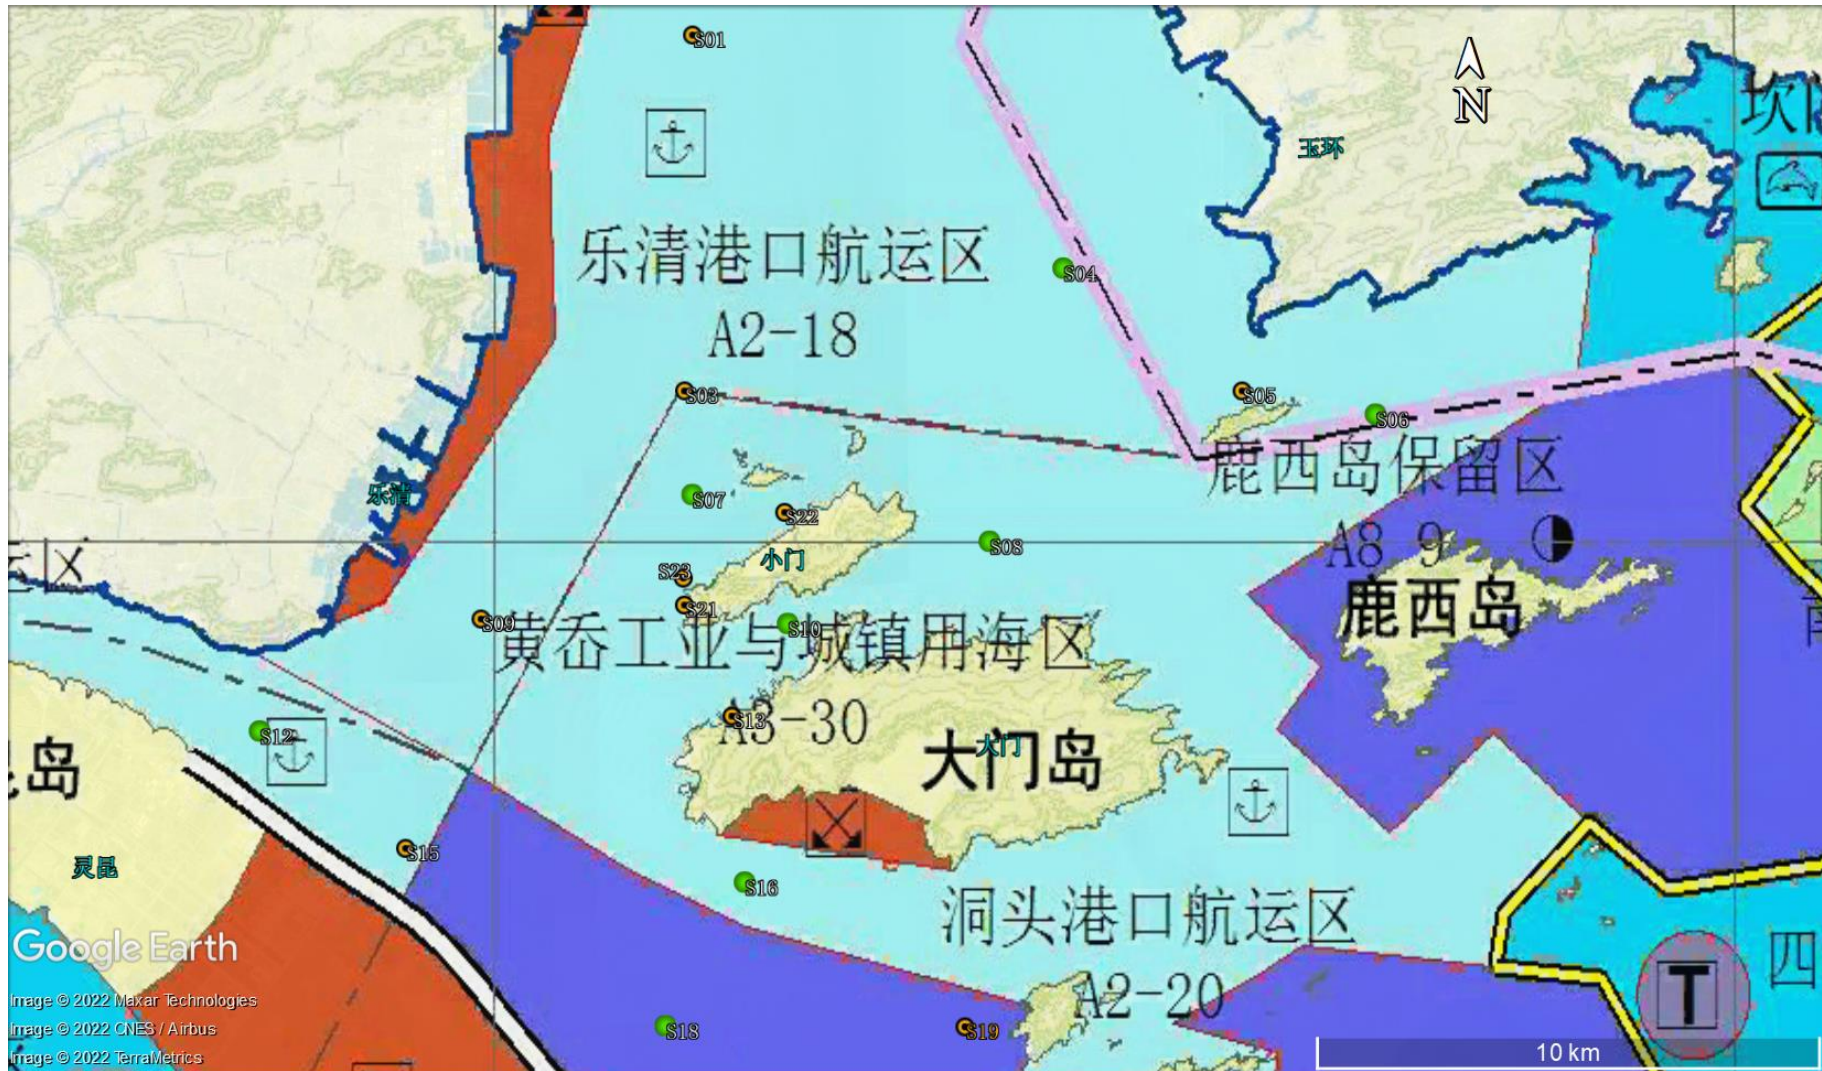 S01
N
坎门
玉环
乐清港口航运区
S04
A2-18
S03
S05
S06
鹿西岛保留区
乐清
S07
S22
A8 9
运区
小门
S08
S23
鹿西岛
S21
S09
S10
黄岙工业与城镇用海区
S13
A3-30
S12
大门岛
大门
岛
S15
灵昆
S16
洞头港口航运区
四
Google Earth
A2-20
T
Image © 2022 Maxar Technologies
S18
S19
Image © 2022 CNES / Airbus
10 km
Image © 2022 TerraMetrics